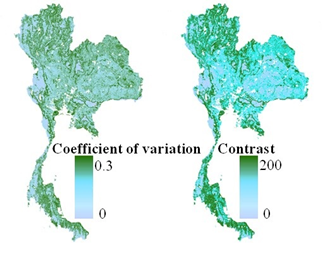 Coefficient of variation
0.3
0
Contrast
200
0